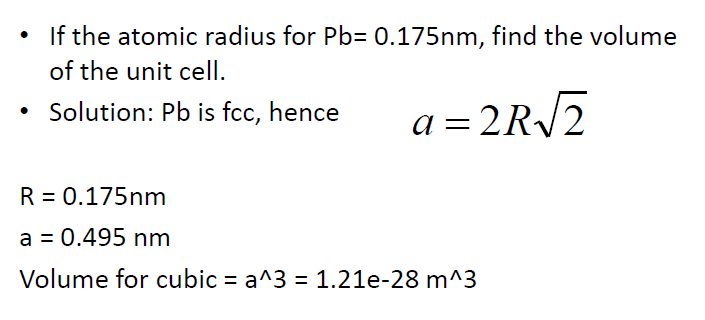 • If the atomic radius for Pb= 0.175nm, find the volume
of the unit cell.
• Solution: Pb is fcc, hence
a = 2R√2
R = 0.175nm
a = 0.495 nm
Volume for cubic = a^3 = 1.21e-28 m^3